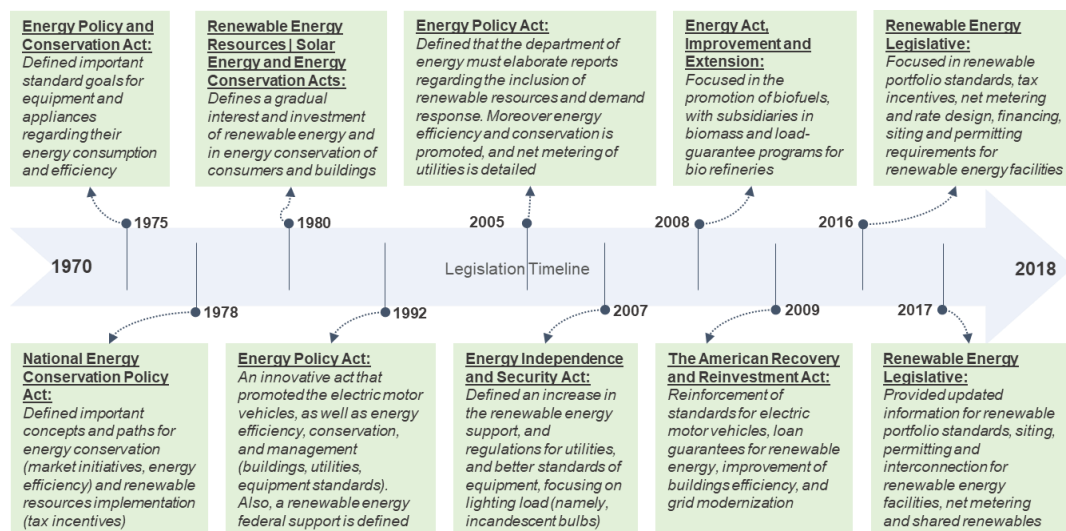 Energy Policy and
Conservation Act:
Defined important
standard goals for
equipment and
appliances
regarding their
energy consumption
and efficiency
Renewable Energy
Resources | Solar
Energy and Energy
Conservation Acts:
Defines a gradual
interest and investment
of renewable energy and
in energy conservation of
consumers and buildings
Energy Policy Act:
Defined that the department of
energy must elaborate reports
regarding the inclusion of
renewable resources and demand
response. Moreover energy
efficiency and conservation is
promoted, and net metering of
utilities is detailed
Energy Act,
Improvement and
Extension:
Focused in the
promotion of biofuels,
with subsidiaries in
biomass and load-
guarantee programs for
bio refineries
Renewable Energy
Legislative:
Focused in renewable
portfolio standards, tax
incentives, net metering
and rate design, financing,
siting and permitting
requirements for
renewable energy facilities
1975
1980
2005
2008
2016
1970
Legislation Timeline
2018
1978
1992
2007
2009
2017
National Energy
Conservation Policy
Act:
Defined important
concepts and paths for
energy conservation
(market initiatives, energy
efficiency) and renewable
resources implementation
(tax incentives)
Energy Policy Act:
An innovative act that
promoted the electric motor
vehicles, as well as energy
efficiency, conservation,
and management
(buildings, utilities,
equipment standards).
Also, a renewable energy
federal support is defined
Energy Independence
and Security Act:
Defined an increase in
the renewable energy
support, and
regulations for utilities,
and better standards of
equipment, focusing on
lighting load (namely,
incandescent bulbs)
The American Recovery
and Reinvestment Act:
Reinforcement of
standards for electric
motor vehicles, loan
guarantees for renewable
energy, improvement of
buildings efficiency, and
grid modernization
Renewable Energy
Legislative:
Provided updated
information for renewable
portfolio standards, siting,
permitting and
interconnection for
renewable energy
facilities, net metering
and shared renewables